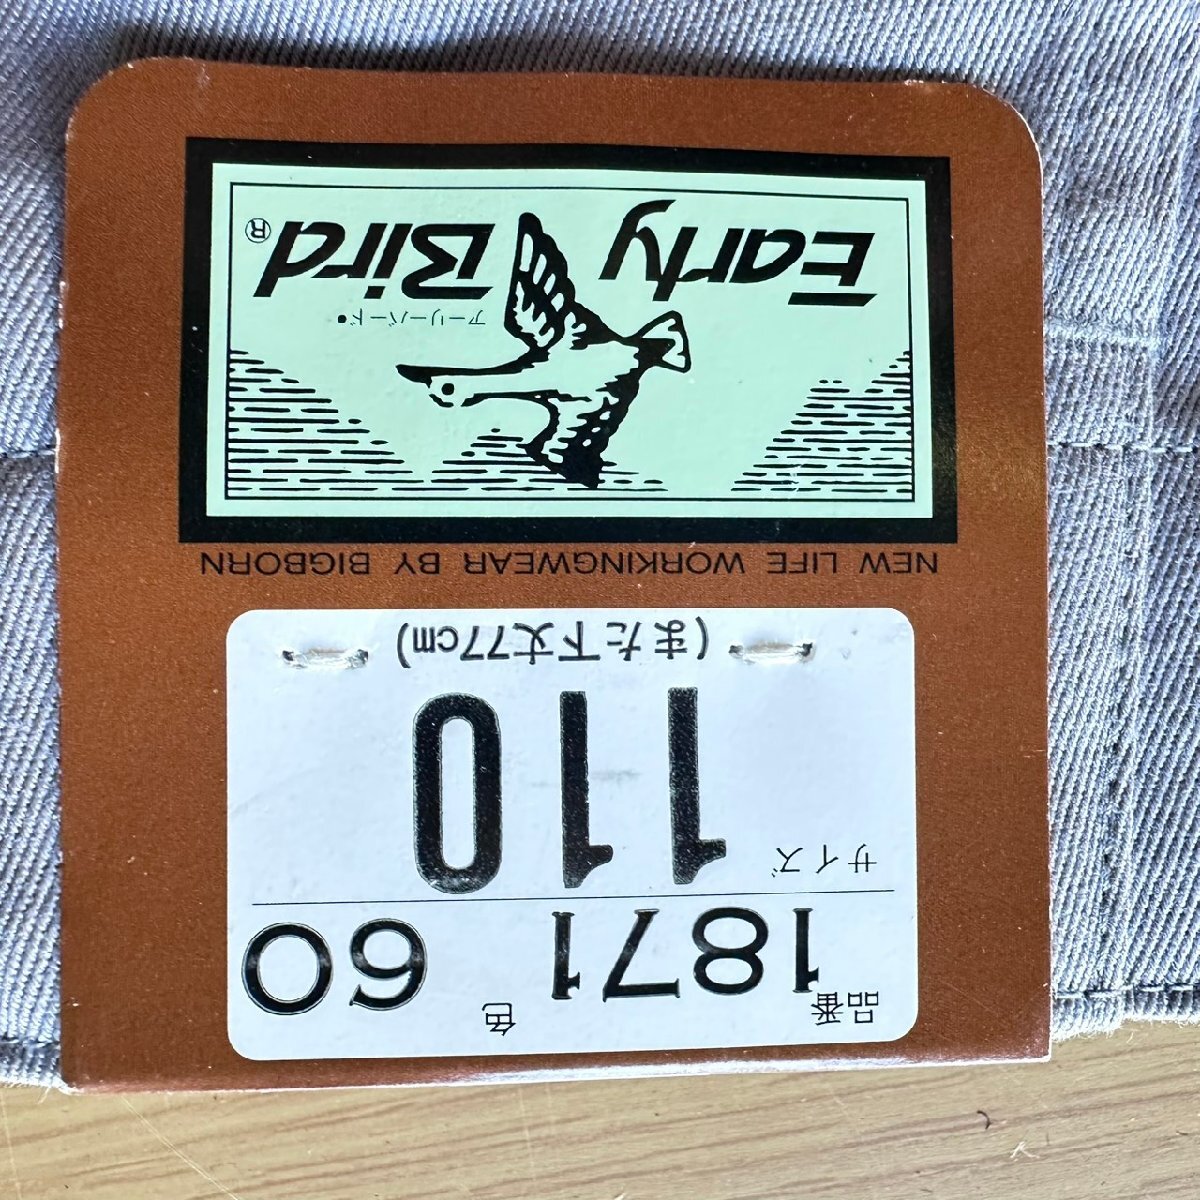 品番 1871 色 60
サイズ 110
(また下丈77cm)
NEW LIFE WORKINGWEAR BY BIGBORN
アーリーバード●
Early Bird®